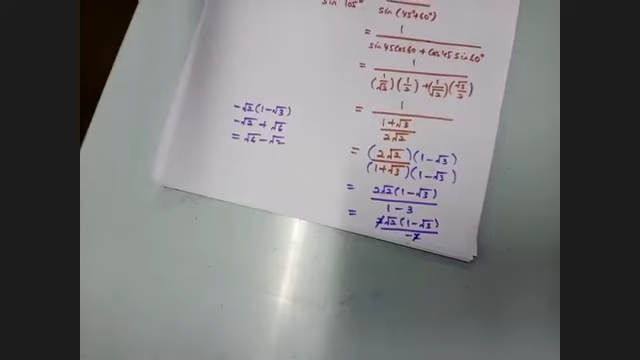 sin 105°
sin (45°+60°)
= 1 / (sin 45 cos 60 + cos 45 sin 60°)
= 1 / ((1/√2)(1/2) + (1/√2)(√3/2))
= 1 / ((1+√3)/(2√2))
= (2√2)(1-√3) / (1+√3)(1-√3)
= 2√2(1-√3) / (1-3)
= 2√2(1-√3) / -2
-√2(1-√3)
-√2 + √6
= √6 - √2